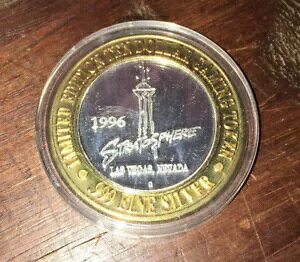 LIMITED EDITION TEN DOLLAR GAMING TOKEN
1996
STRATOSPHERE
LAS VEGAS, NEVADA
.999 FINE SILVER